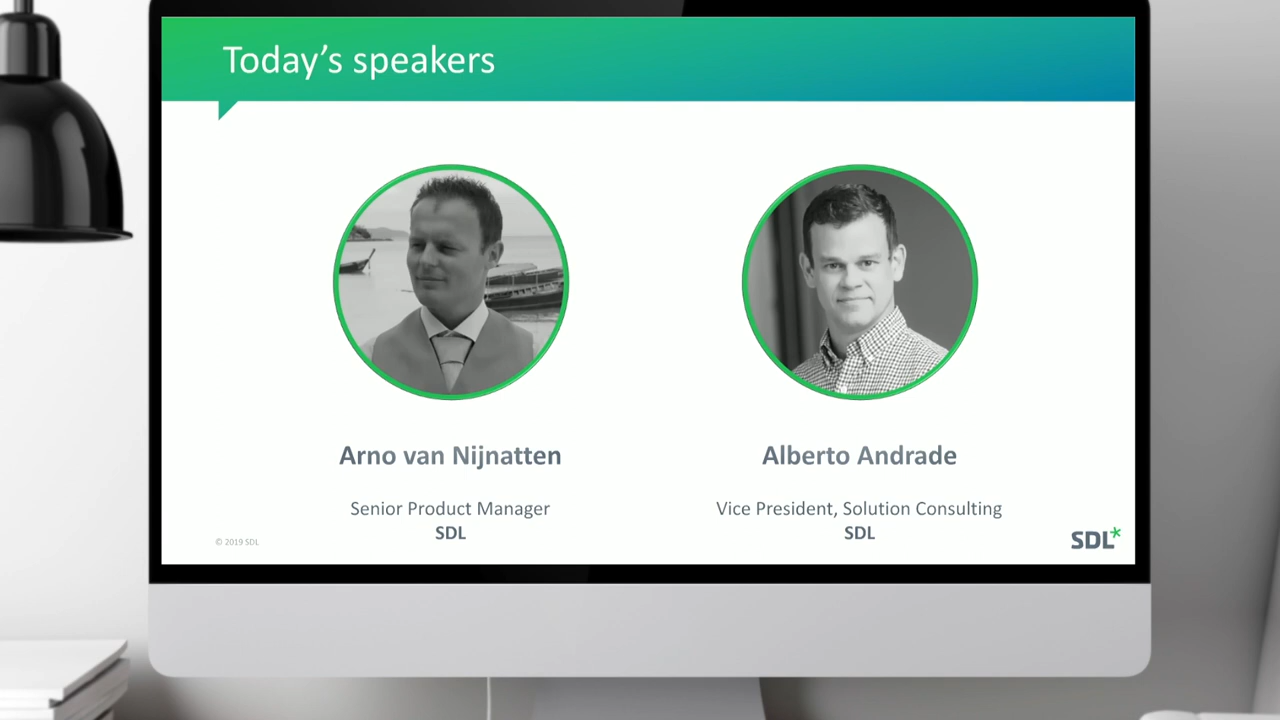 Today's speakers
Arno van Nijnatten
Alberto Andrade
Senior Product Manager
SDL
Vice President, Solution Consulting
SDL
© 2019 SDL
SDL*